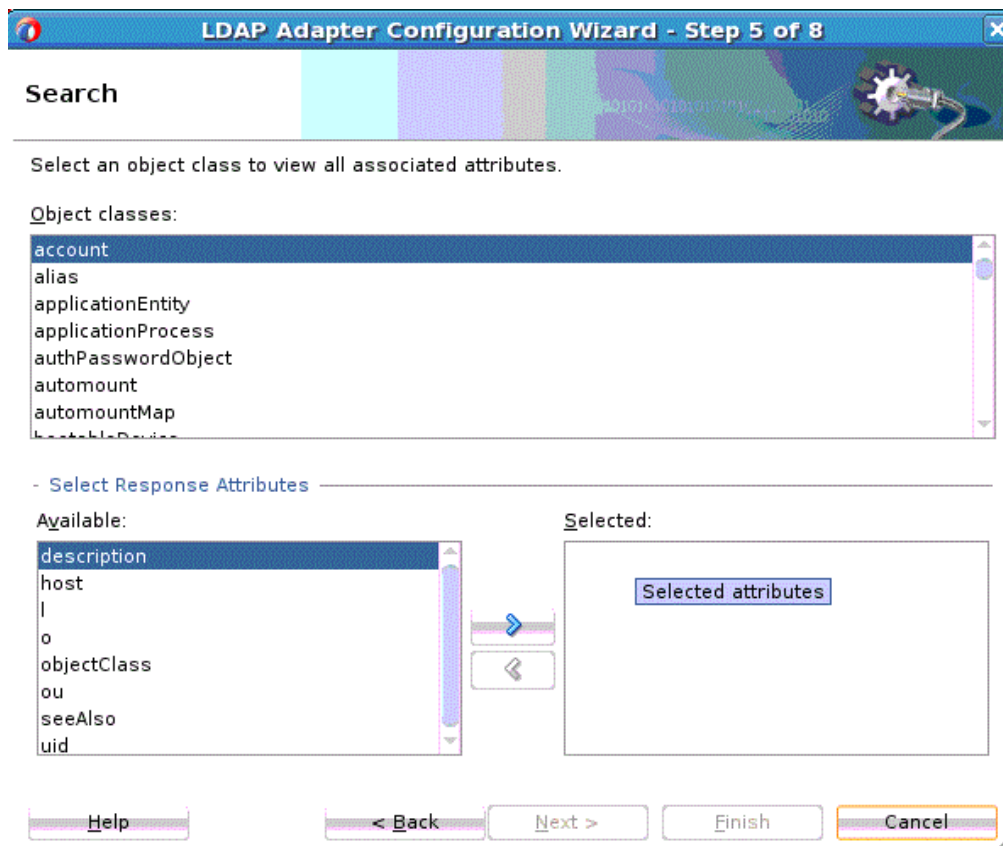 LDAP Adapter Configuration Wizard - Step 5 of 8
Search
Select an object class to view all associated attributes.
Object classes:
account
alias
applicationEntity
applicationProcess
authPasswordObject
automount
automountMap
- Select Response Attributes
Available:
Selected:
description
host
l
o
objectClass
ou
seeAlso
uid
Selected attributes
Help
< Back
Next >
Finish
Cancel